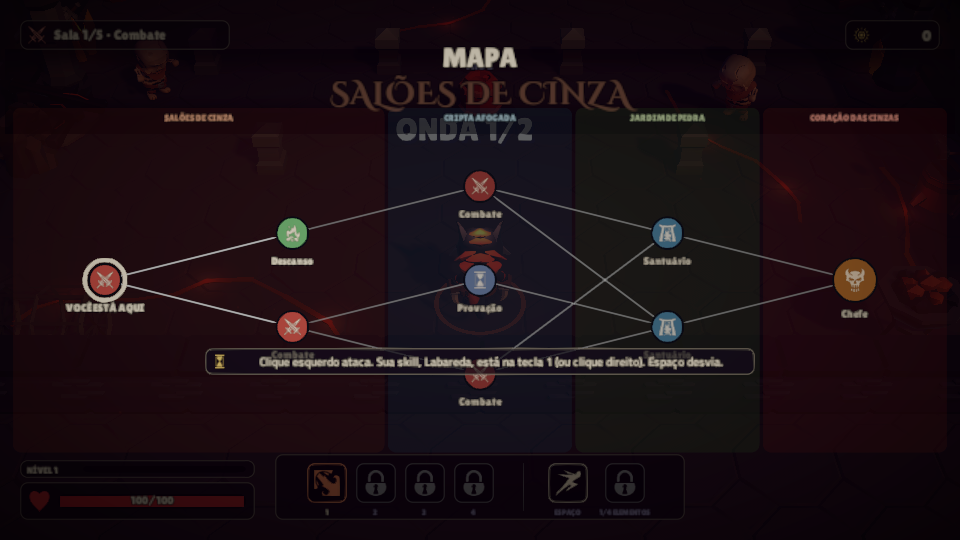 Sala 1/5 · Combate
0
MAPA
SALÕES DE CINZA
SALÕES DE CINZA
CRIPTA AFOGADA
JARDIM DE PEDRA
CORAÇÃO DAS CINZAS
ONDA 1/2
Combate
Descanso
Santuário
VOCÊ ESTÁ AQUI
Provação
Chefe
Combate
Santuário
Clique esquerdo ataca. Sua skill, Labareda, está na tecla 1 (ou clique direito). Espaço desvia.
Combate
NÍVEL 1
100/100
1
2
3
4
ESPAÇO
1/4 ELEMENTOS